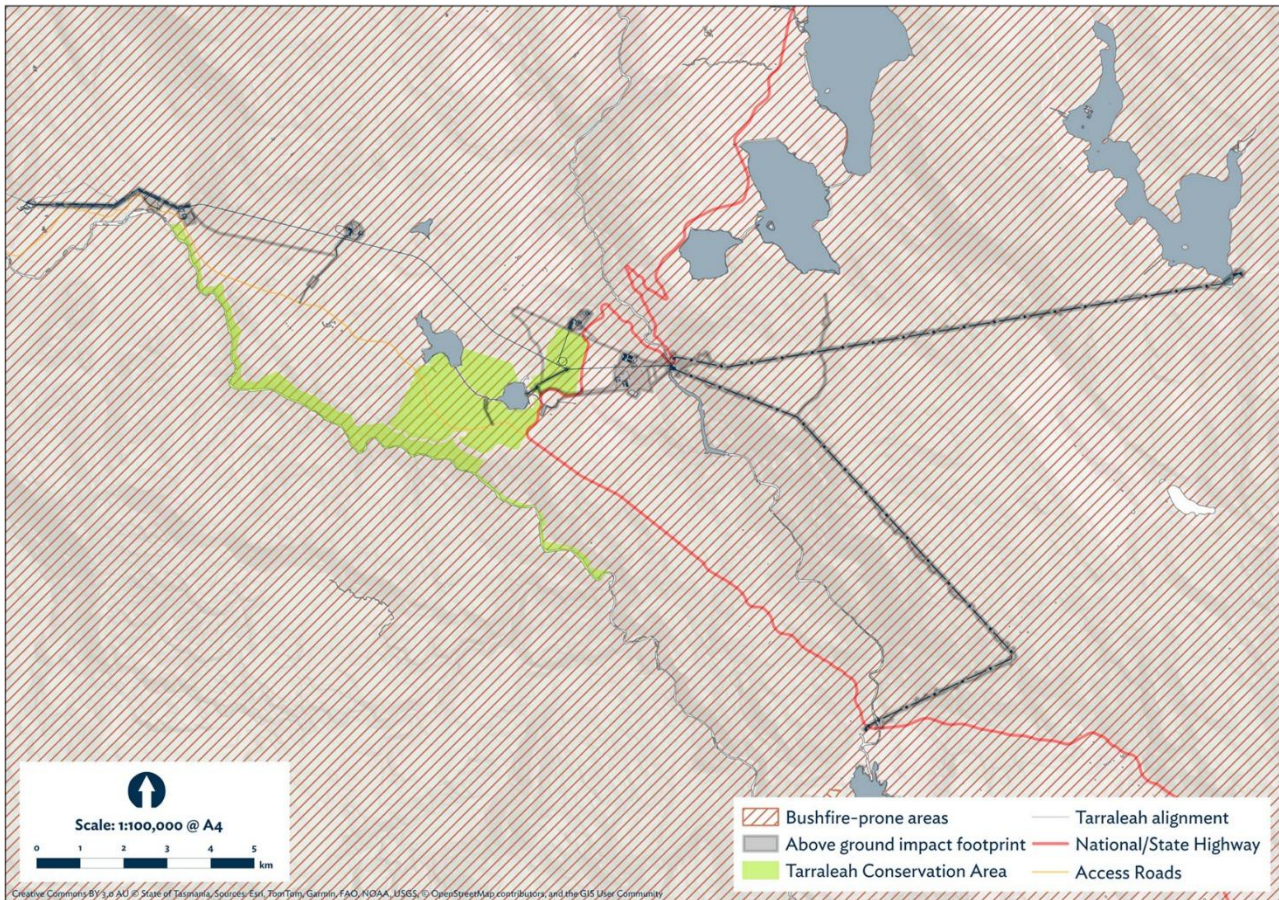 Scale: 1:100,000 @ A4
0 1 2 3 4 5
km
Bushfire-prone areas
Above ground impact footprint
Tarraleah Conservation Area
Tarraleah alignment
National/State Highway
Access Roads
Creative Commons BY 3.0 AU © State of Tasmania, Sources: Esri, TomTom, Garmin, FAO, NOAA, USGS, © OpenStreetMap contributors, and the GIS User Community